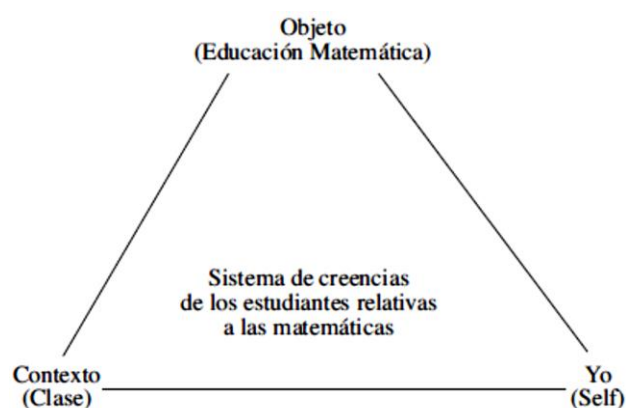 Objeto
(Educación Matemática)
Sistema de creencias
de los estudiantes relativas
a las matemáticas
Contexto
(Clase)
Yo
(Self)